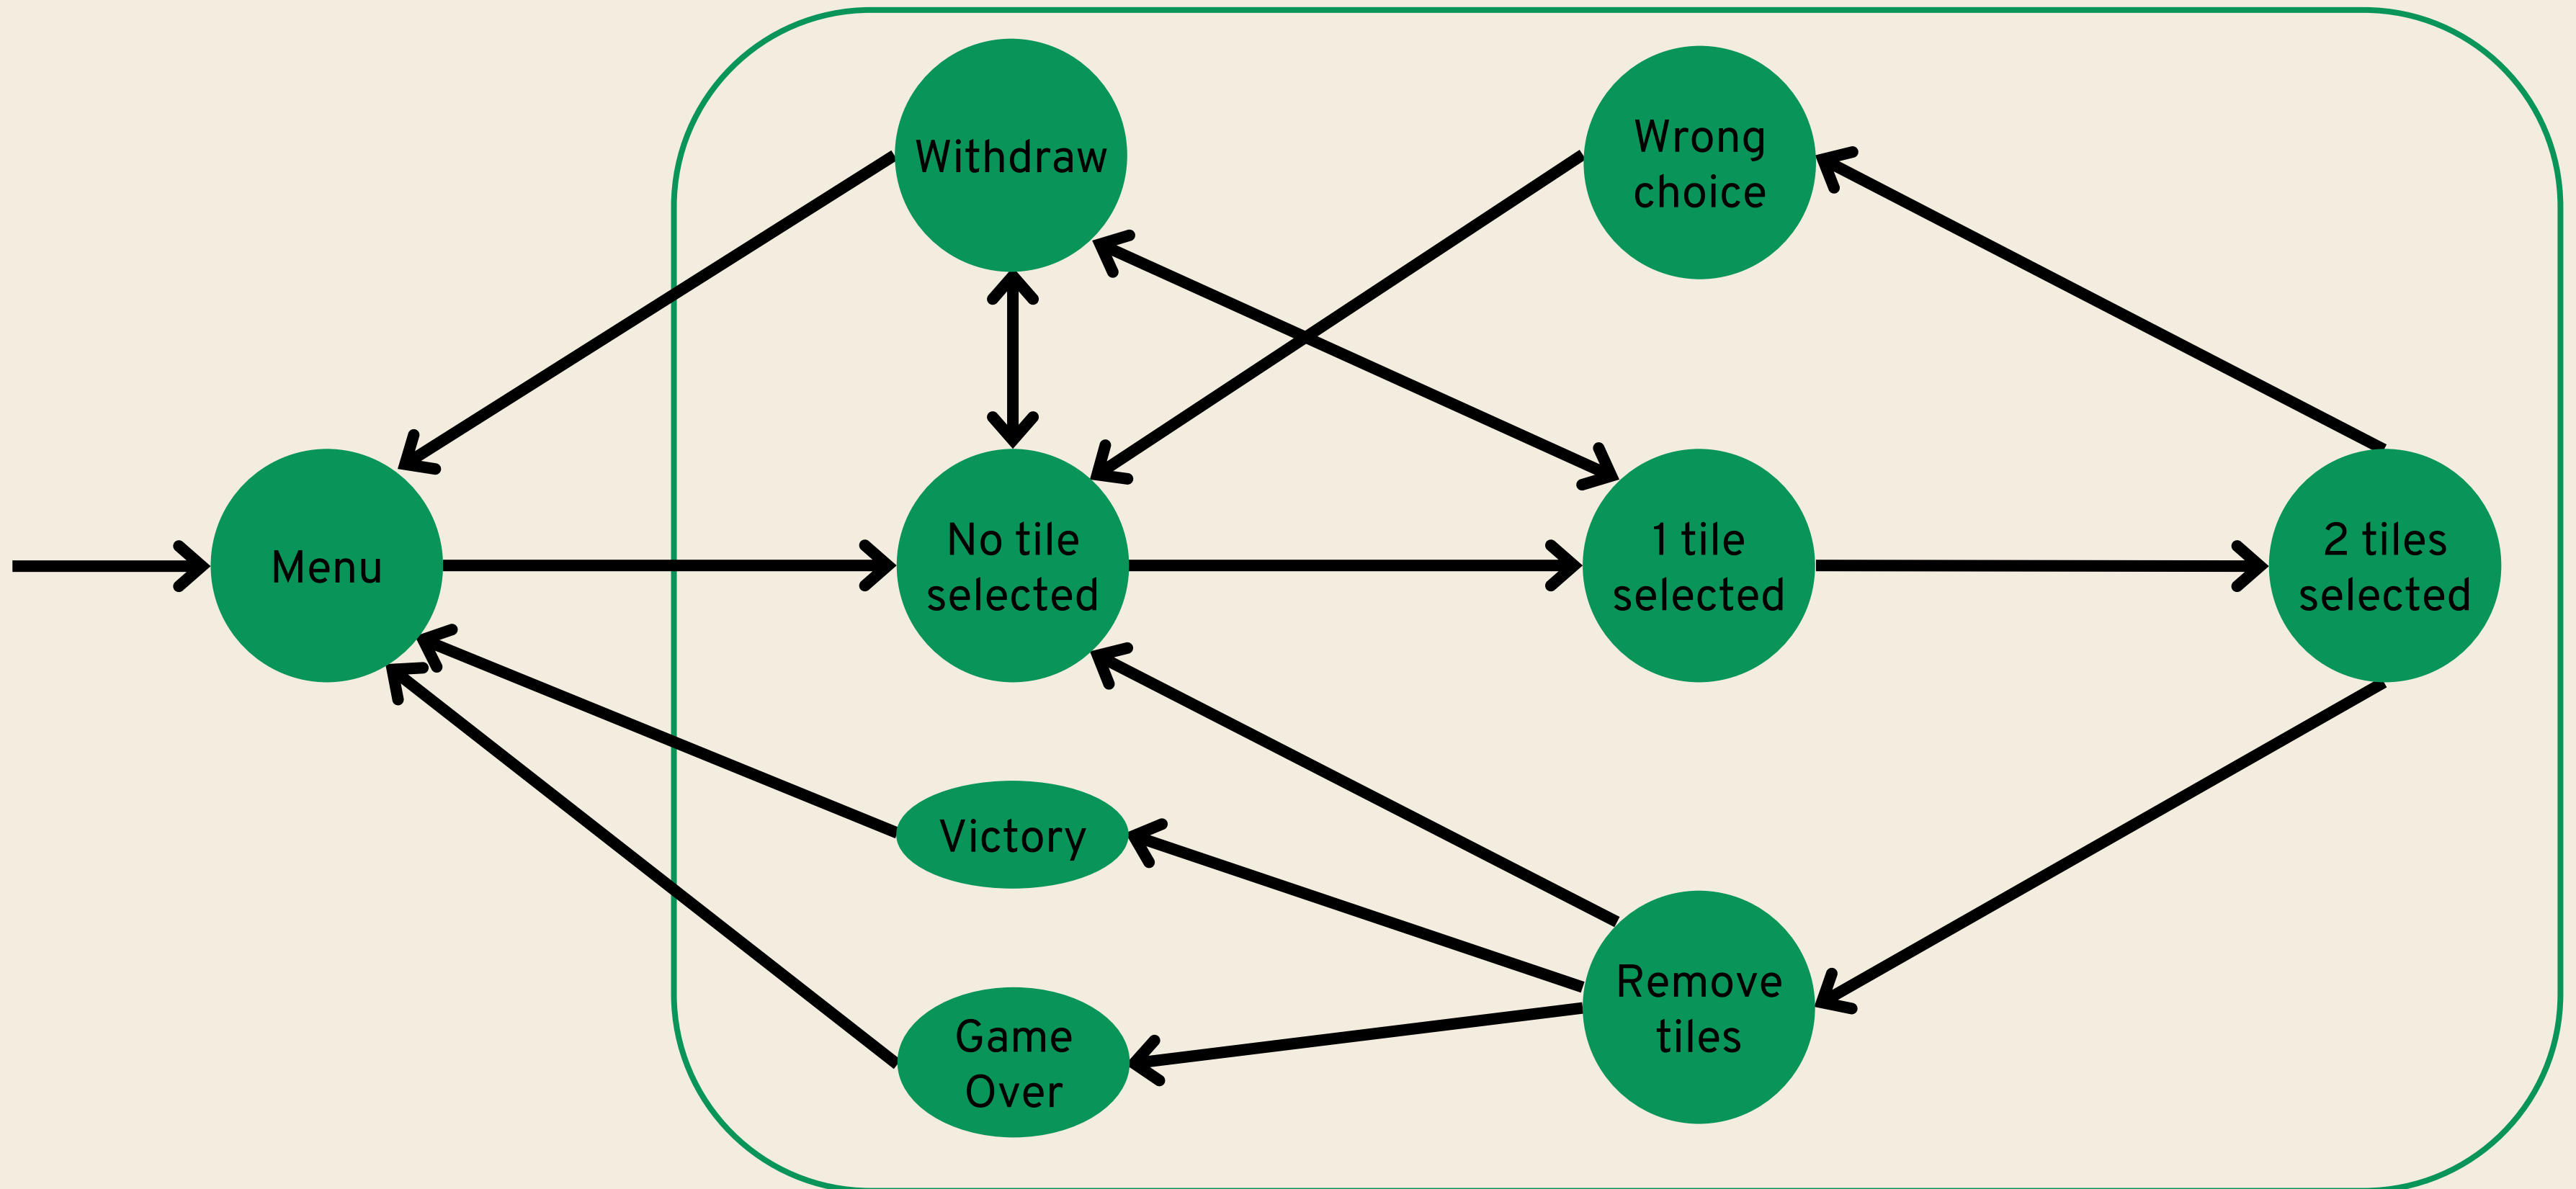 Withdraw
Wrong
choice
Menu
No tile
selected
1 tile
selected
2 tiles
selected
Victory
Game
Over
Remove
tiles